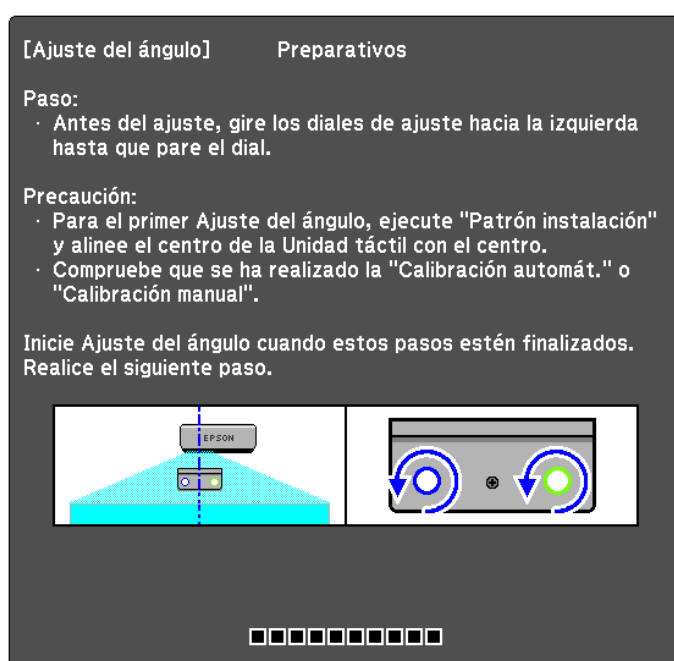 [Ajuste del ángulo] Preparativos
Paso:
· Antes del ajuste, gire los diales de ajuste hacia la izquierda
hasta que pare el dial.
Precaución:
· Para el primer Ajuste del ángulo, ejecute "Patrón instalación"
y alinee el centro de la Unidad táctil con el centro.
· Compruebe que se ha realizado la "Calibración automát." o
"Calibración manual".
Inicie Ajuste del ángulo cuando estos pasos estén finalizados.
Realice el siguiente paso.
EPSON